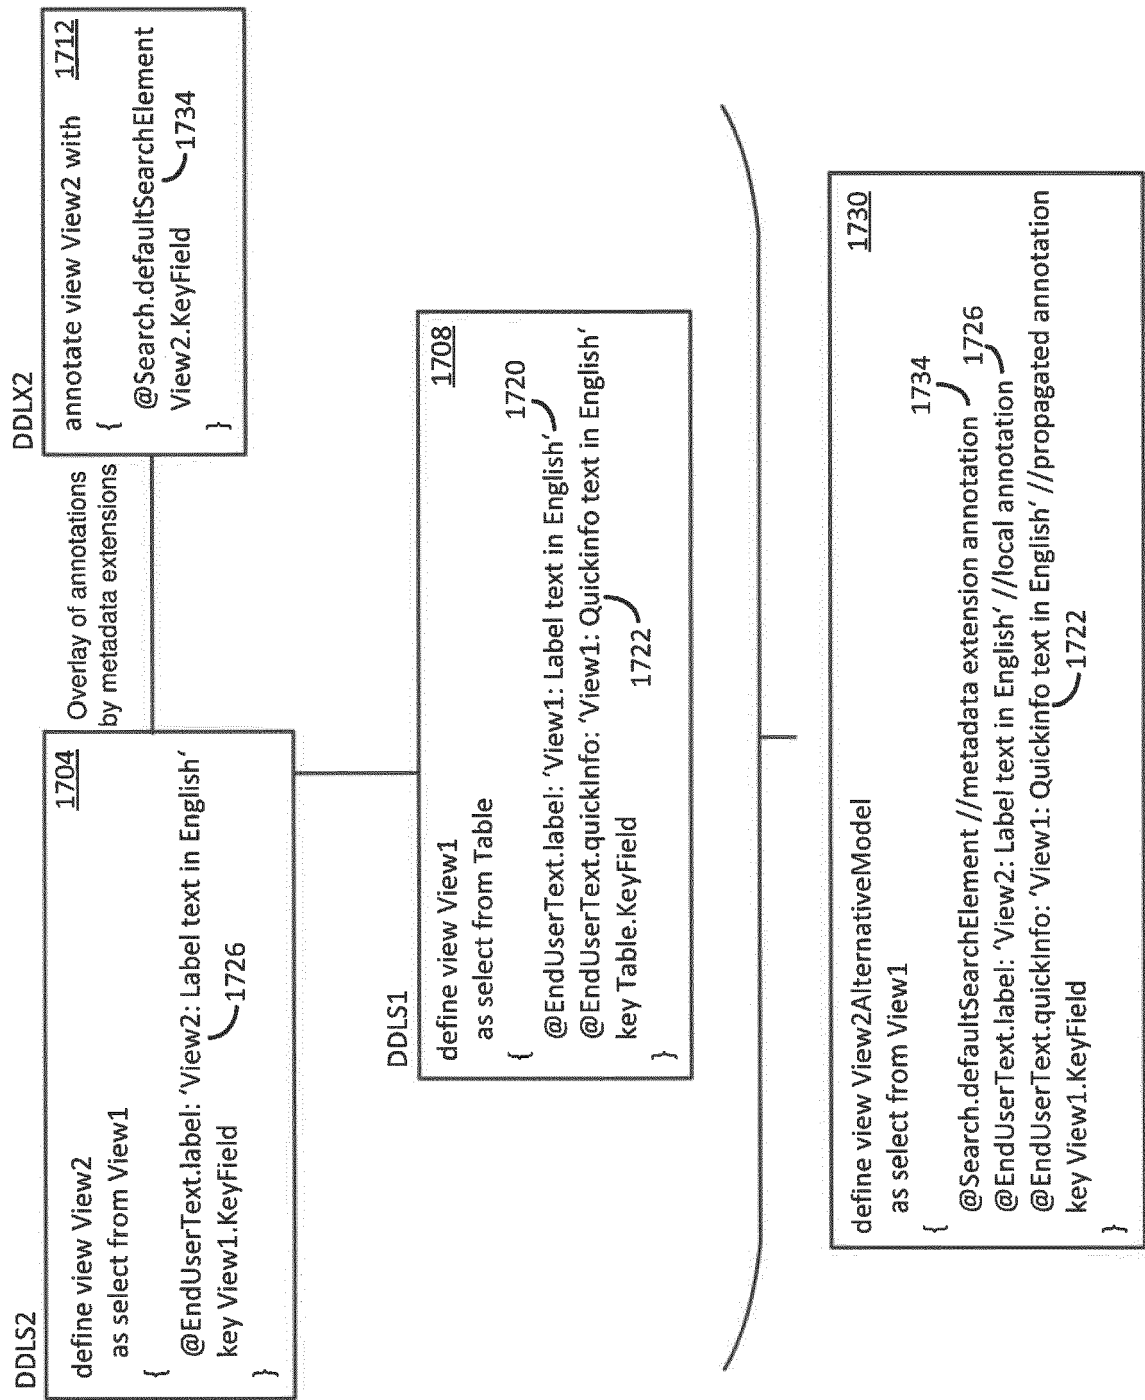 DDLS2
define view View2 1704
as select from View1
{
@EndUserText.label: ‘View2: Label text in English‘
1726
key View1.KeyField
}
Overlay of annotations
by metadata extensions
DDLX2
annotate view View2 with 1712
{
@Search.defaultSearchElement
1734
View2.KeyField
}
DDLS1
define view View1 1708
as select from Table
{
1720
@EndUserText.label: ‘View1: Label text in English‘
@EndUserText.quickInfo: ‘View1: Quickinfo text in English‘
1722
key Table.KeyField
}
define view View2AlternativeModel 1730
as select from View1
{
1734
@Search.defaultSearchElement //metadata extension annotation
1726
@EndUserText.label: ‘View2: Label text in English‘ //local annotation
@EndUserText.quickInfo: ‘View1: Quickinfo text in English‘ //propagated annotation
1722
key View1.KeyField
}